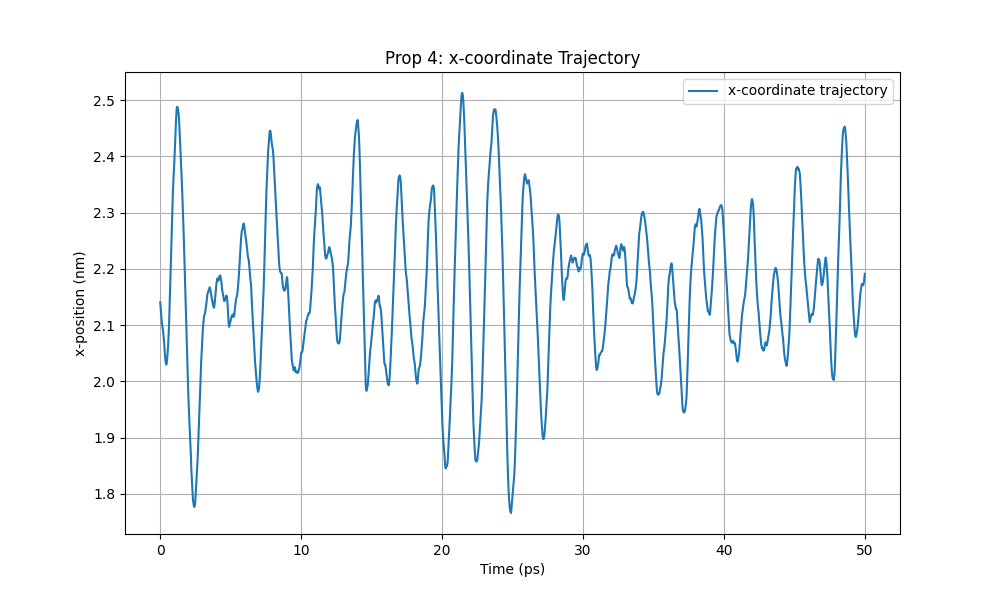 Prop 4: x-coordinate Trajectory
x-coordinate trajectory
2.5
2.4
2.3
2.2
2.1
2.0
1.9
1.8
x-position (nm)
0 10 20 30 40 50
Time (ps)